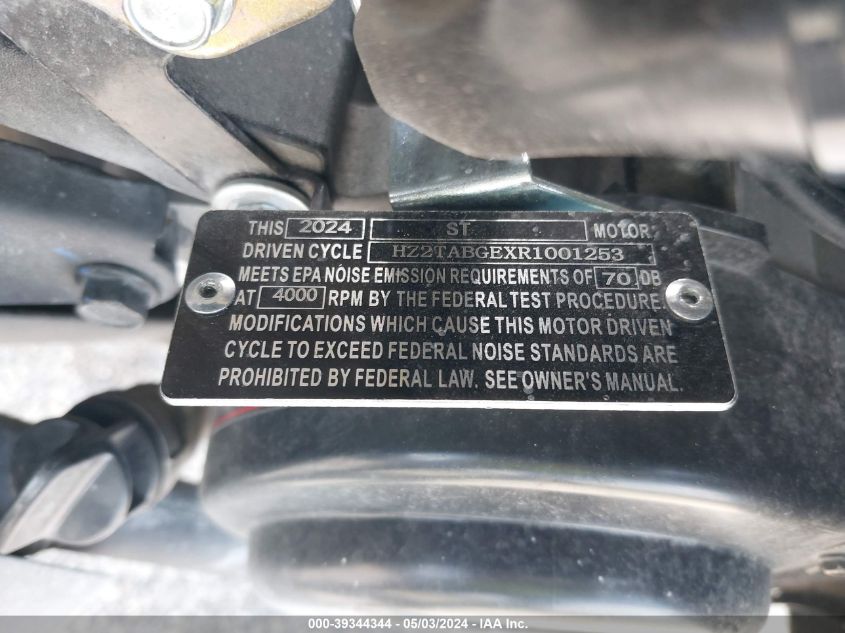 THIS 2024 ST MOTOR
DRIVEN CYCLE HZ2TABGEXR1001253
MEETS EPA NOISE EMISSION REQUIREMENTS OF 70 DB
AT 4000 RPM BY THE FEDERAL TEST PROCEDURE
MODIFICATIONS WHICH CAUSE THIS MOTOR DRIVEN
CYCLE TO EXCEED FEDERAL NOISE STANDARDS ARE
PROHIBITED BY FEDERAL LAW. SEE OWNER'S MANUAL.
000-39344344 / 05/03/2024 - IAA Inc.